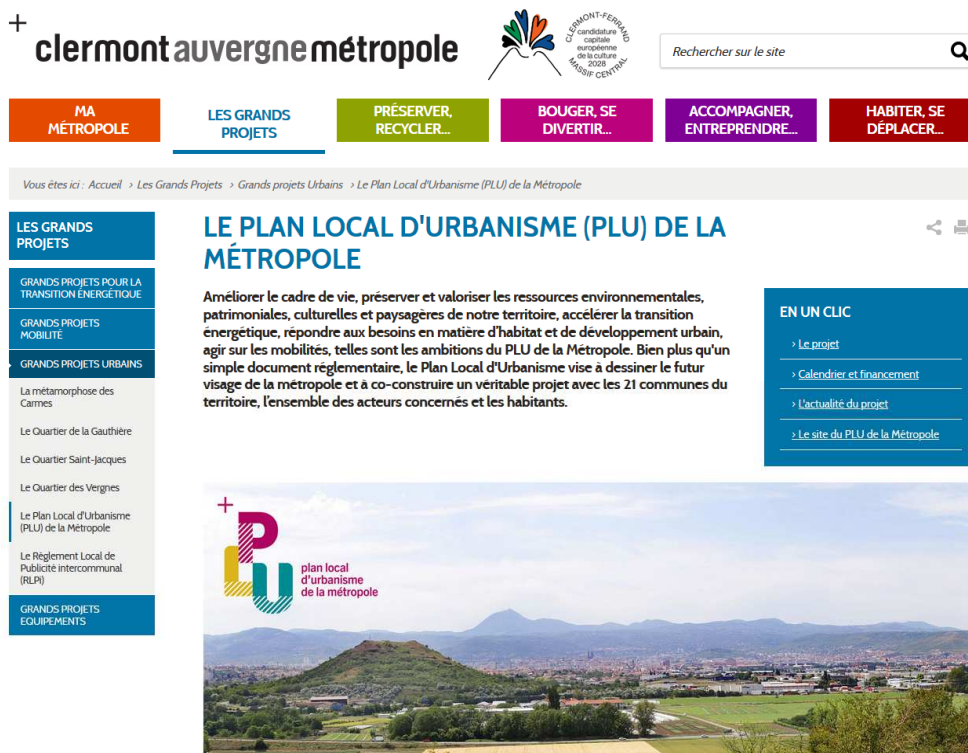 clermont auvergne métropole
CLERMONT-FERRAND
candidature
capitale
européenne
de la culture
2028
MASSIF CENTRAL
Rechercher sur le site
MA
MÉTROPOLE
LES GRANDS
PROJETS
PRÉSERVER,
RECYCLER...
BOUGER, SE
DIVERTIR...
ACCOMPAGNER,
ENTREPRENDRE...
HABITER, SE
DÉPLACER...
Vous êtes ici : Accueil › Les Grands Projets › Grands projets Urbains › Le Plan Local d'Urbanisme (PLU) de la Métropole
LES GRANDS
PROJETS
GRANDS PROJETS POUR LA
TRANSITION ÉNERGÉTIQUE
GRANDS PROJETS
MOBILITÉ
GRANDS PROJETS URBAINS
La métamorphose des
Carmes
Le Quartier de la Gauthière
Le Quartier Saint-Jacques
Le Quartier des Vergnes
Le Plan Local d'Urbanisme
(PLU) de la Métropole
Le Règlement Local de
Publicité intercommunal
(RLPi)
GRANDS PROJETS
EQUIPEMENTS
LE PLAN LOCAL D'URBANISME (PLU) DE LA
MÉTROPOLE
Améliorer le cadre de vie, préserver et valoriser les ressources environnementales,
patrimoniales, culturelles et paysagères de notre territoire, accélérer la transition
énergétique, répondre aux besoins en matière d'habitat et de développement urbain,
agir sur les mobilités, telles sont les ambitions du PLU de la Métropole. Bien plus qu'un
simple document réglementaire, le Plan Local d'Urbanisme vise à dessiner le futur
visage de la métropole et à co-construire un véritable projet avec les 21 communes du
territoire, l'ensemble des acteurs concernés et les habitants.
EN UN CLIC
› Le projet
› Calendrier et financement
› L'actualité du projet
› Le site du PLU de la Métropole
PLU
plan local
d'urbanisme
de la métropole